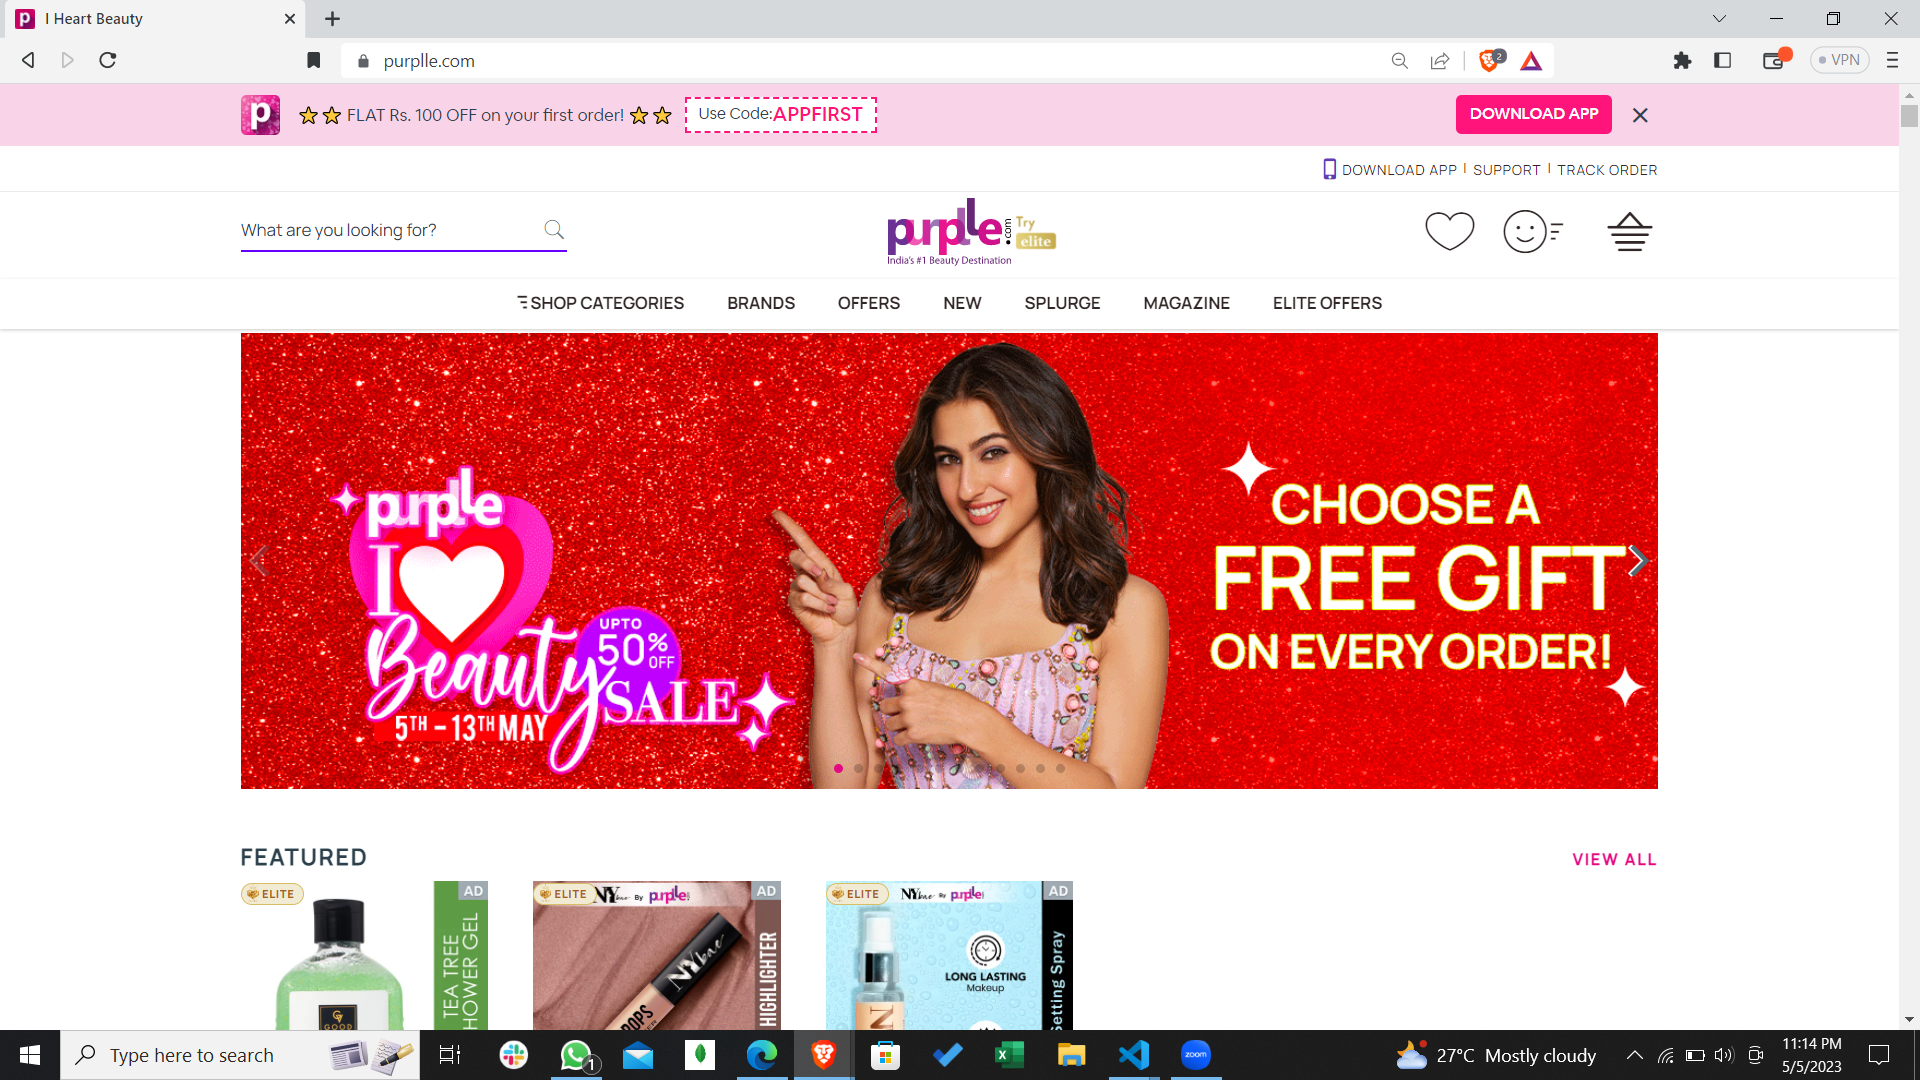 I Heart Beauty
purplle.com
2
VPN
p
FLAT Rs. 100 OFF on your first order!
Use Code:APPFIRST
DOWNLOAD APP
DOWNLOAD APP | SUPPORT | TRACK ORDER
What are you looking for?
purplle.com
Try
elite
India's #1 Beauty Destination
SHOP CATEGORIES
BRANDS
OFFERS
NEW
SPLURGE
MAGAZINE
ELITE OFFERS
purplle
I
Beauty
UPTO
50% OFF
SALE
5TH - 13TH MAY
CHOOSE A
FREE GIFT
ON EVERY ORDER!
FEATURED
VIEW ALL
ELITE
AD
TEA TREE
SHOWER GEL
GOOD
ELITE
NYbae By purplle
AD
NYbae
DROPS
HIGHLIGHTER
ELITE
NYbae By purplle
AD
LONG LASTING
Makeup
Setting Spray
N
Type here to search
1
zoom
27°C Mostly cloudy
11:14 PM
5/5/2023